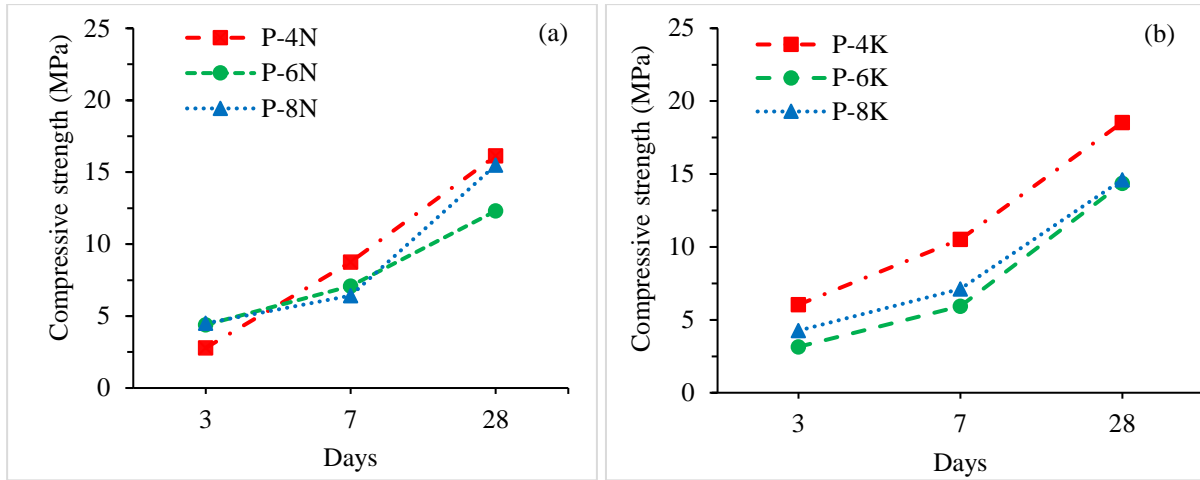 (a)
P-4N
P-6N
P-8N
Compressive strength (MPa)
25
20
15
10
5
0
3 7 28
Days
(b)
P-4K
P-6K
P-8K
Compressive strength (MPa)
25
20
15
10
5
0
3 7 28
Days